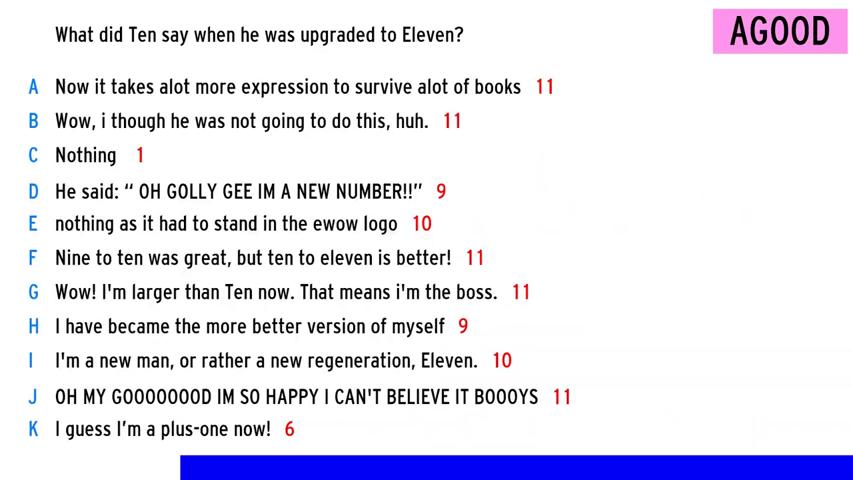 What did Ten say when he was upgraded to Eleven?
AGOOD
A Now it takes alot more expression to survive alot of books 11
B Wow, i though he was not going to do this, huh. 11
C Nothing 1
D He said: “ OH GOLLY GEE IM A NEW NUMBER!!” 9
E nothing as it had to stand in the ewow logo 10
F Nine to ten was great, but ten to eleven is better! 11
G Wow! I'm larger than Ten now. That means i'm the boss. 11
H I have became the more better version of myself 9
I I'm a new man, or rather a new regeneration, Eleven. 10
J OH MY GOOOOOOOD IM SO HAPPY I CAN'T BELIEVE IT BOOOYS 11
K I guess I’m a plus-one now! 6